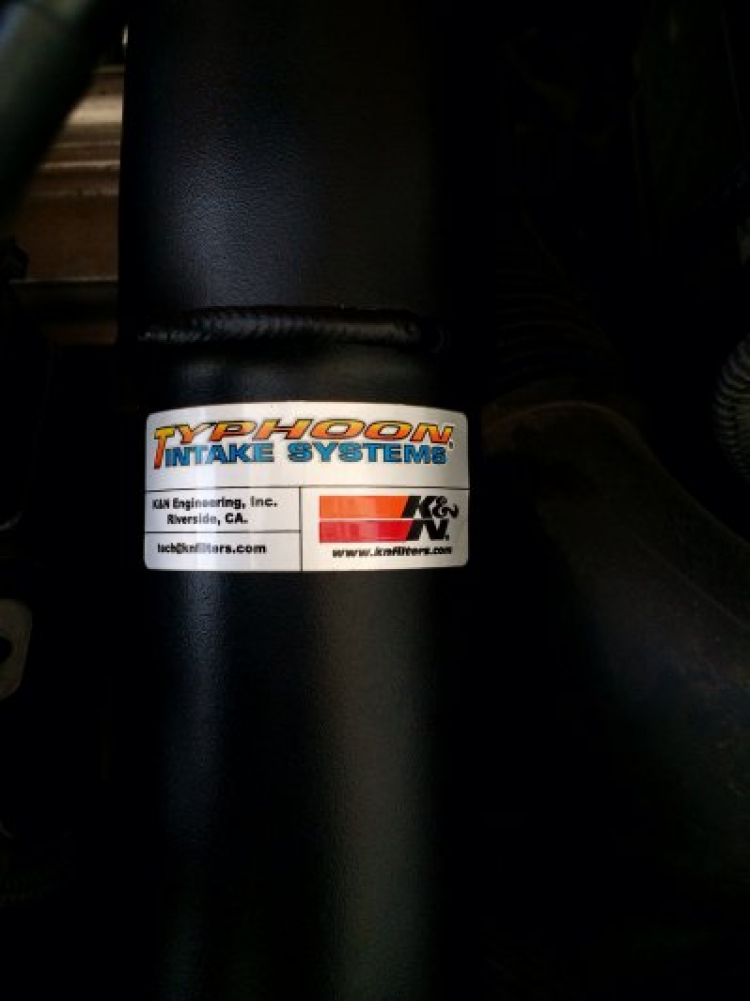 TYPHOON
INTAKE SYSTEMS
K&N Engineering, Inc.
Riverside, CA.
tech@knfilters.com
K&N
www.knfilters.com